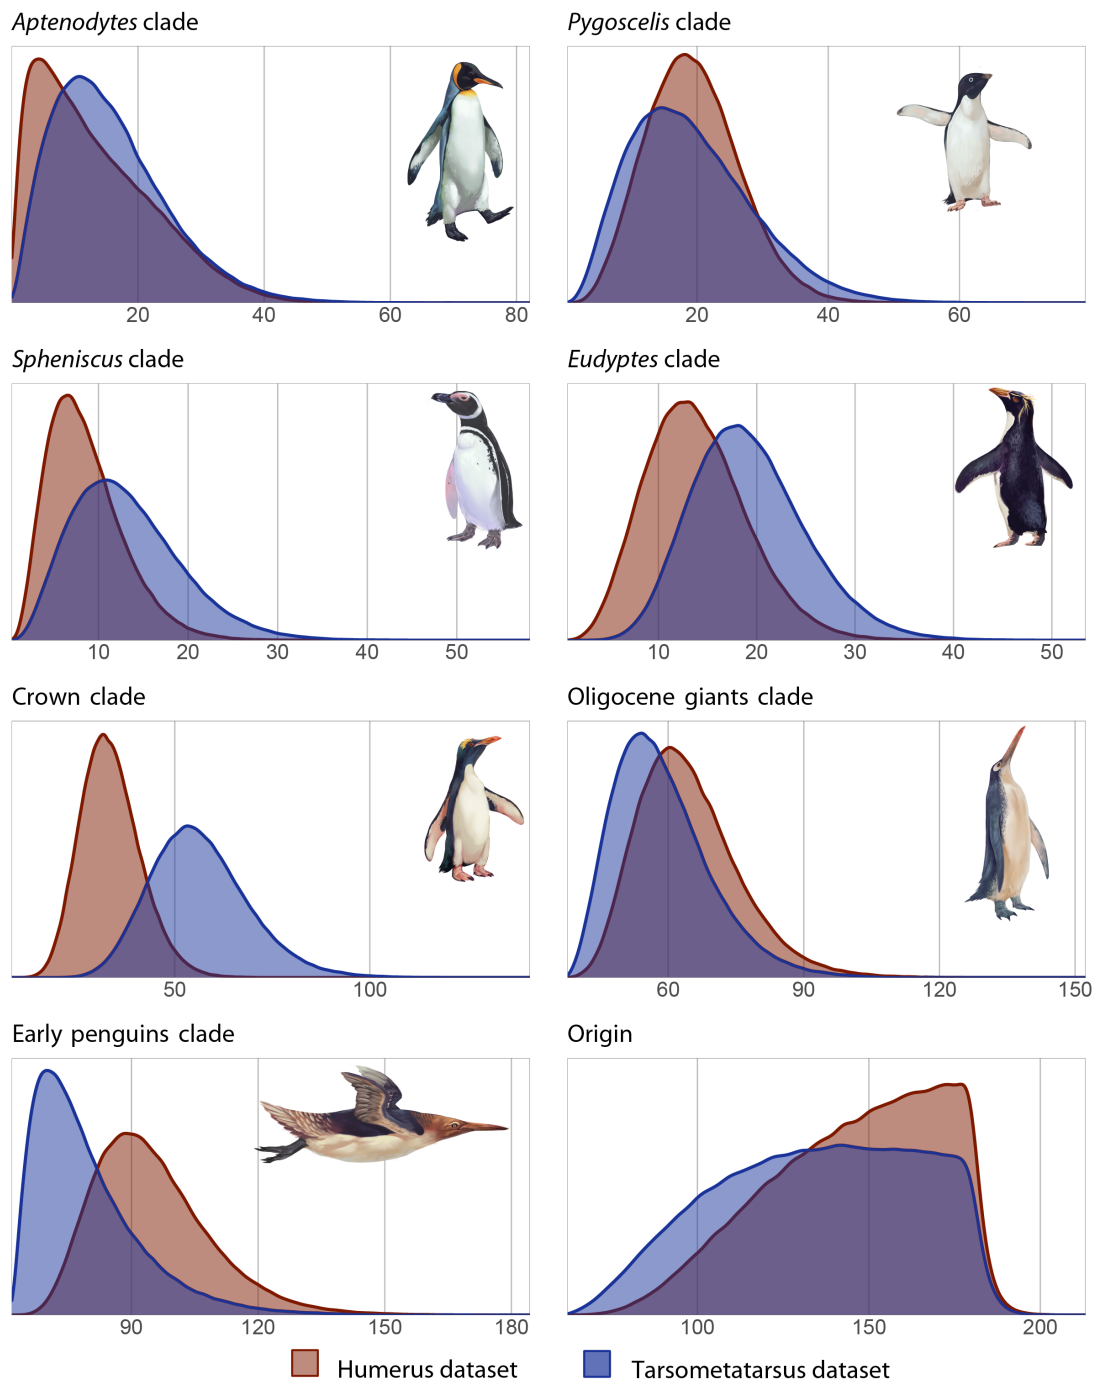 Aptenodytes clade
Pygoscelis clade
20 40 60 80
20 40 60
Spheniscus clade
Eudyptes clade
10 20 30 40 50
10 20 30 40 50
Crown clade
Oligocene giants clade
50 100
60 90 120 150
Early penguins clade
Origin
90 120 150 180
100 150 200
Humerus dataset
Tarsometatarsus dataset